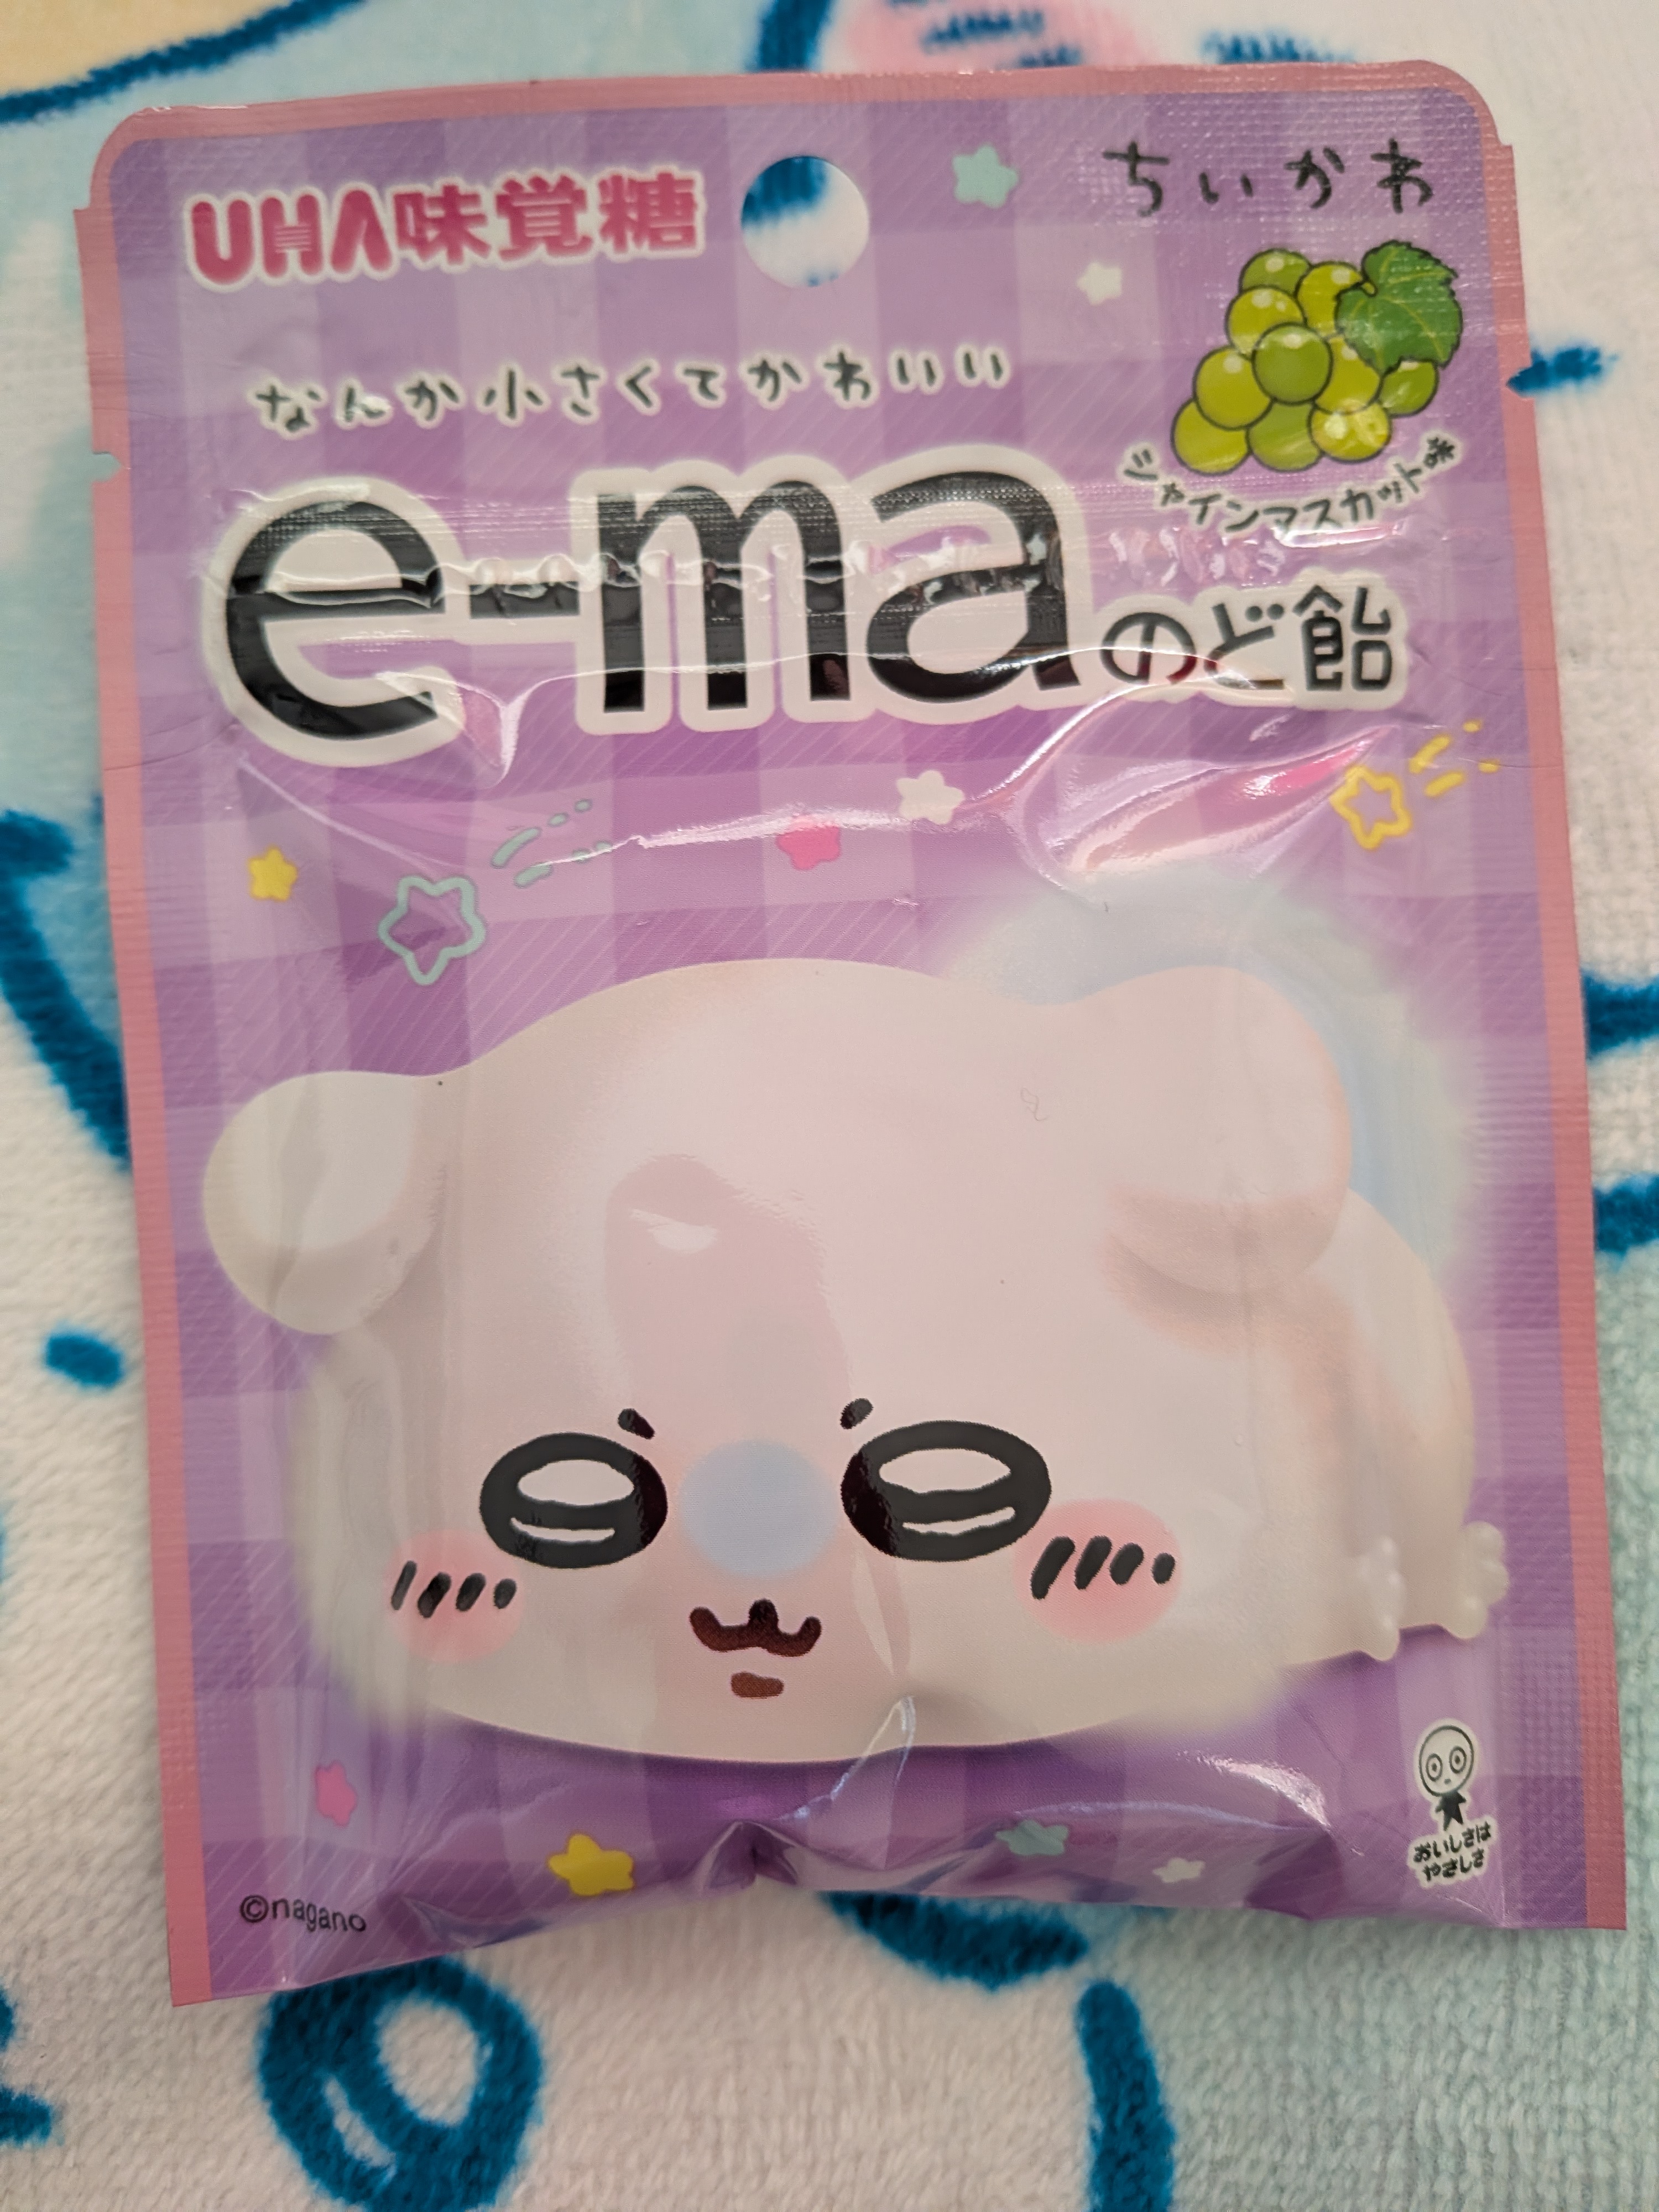 UHA味覚糖
ちいかわ
なんか小さくてかわいい
シャインマスカット味
e-maのど飴
おいしさは
やさしさ
©nagano